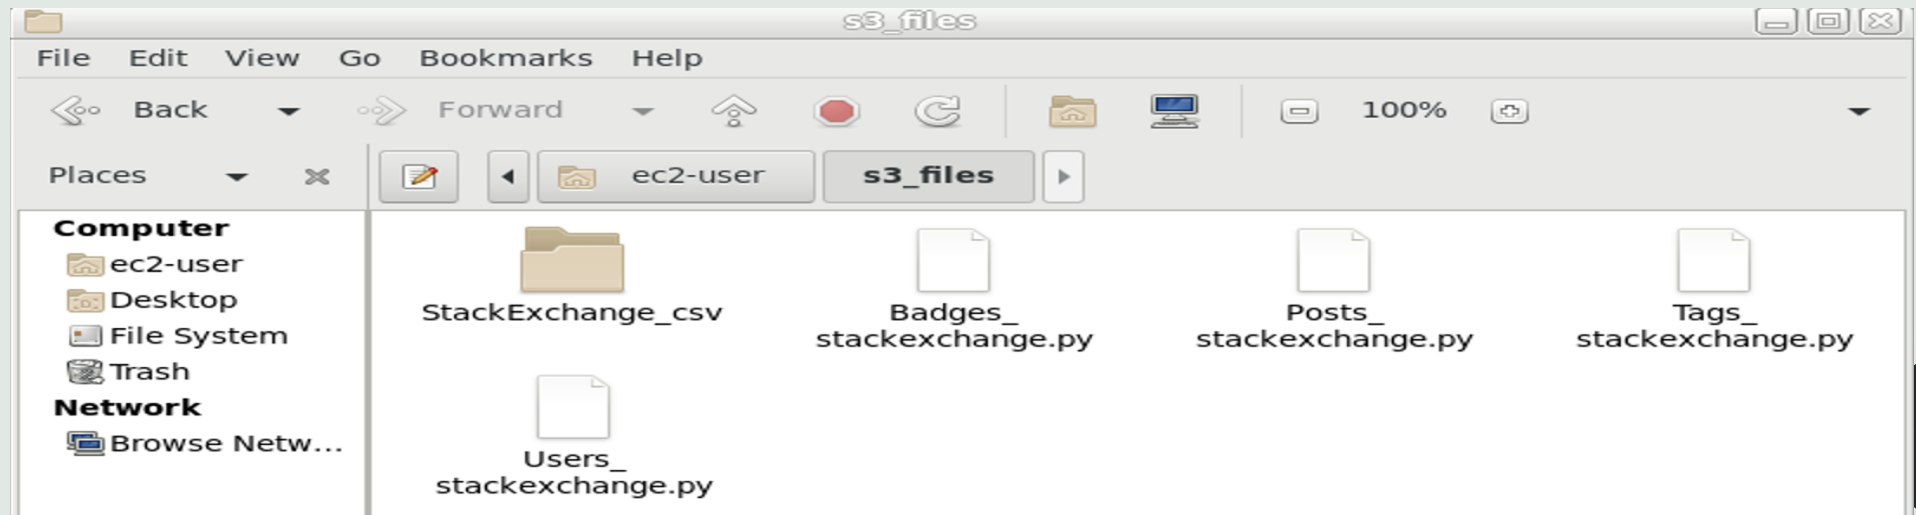 s3_files
File Edit View Go Bookmarks Help
Back Forward 100%
Places ec2-user s3_files
Computer
ec2-user
Desktop
File System
Trash
Network
Browse Netw...
StackExchange_csv
Badges_
stackexchange.py
Posts_
stackexchange.py
Tags_
stackexchange.py
Users_
stackexchange.py